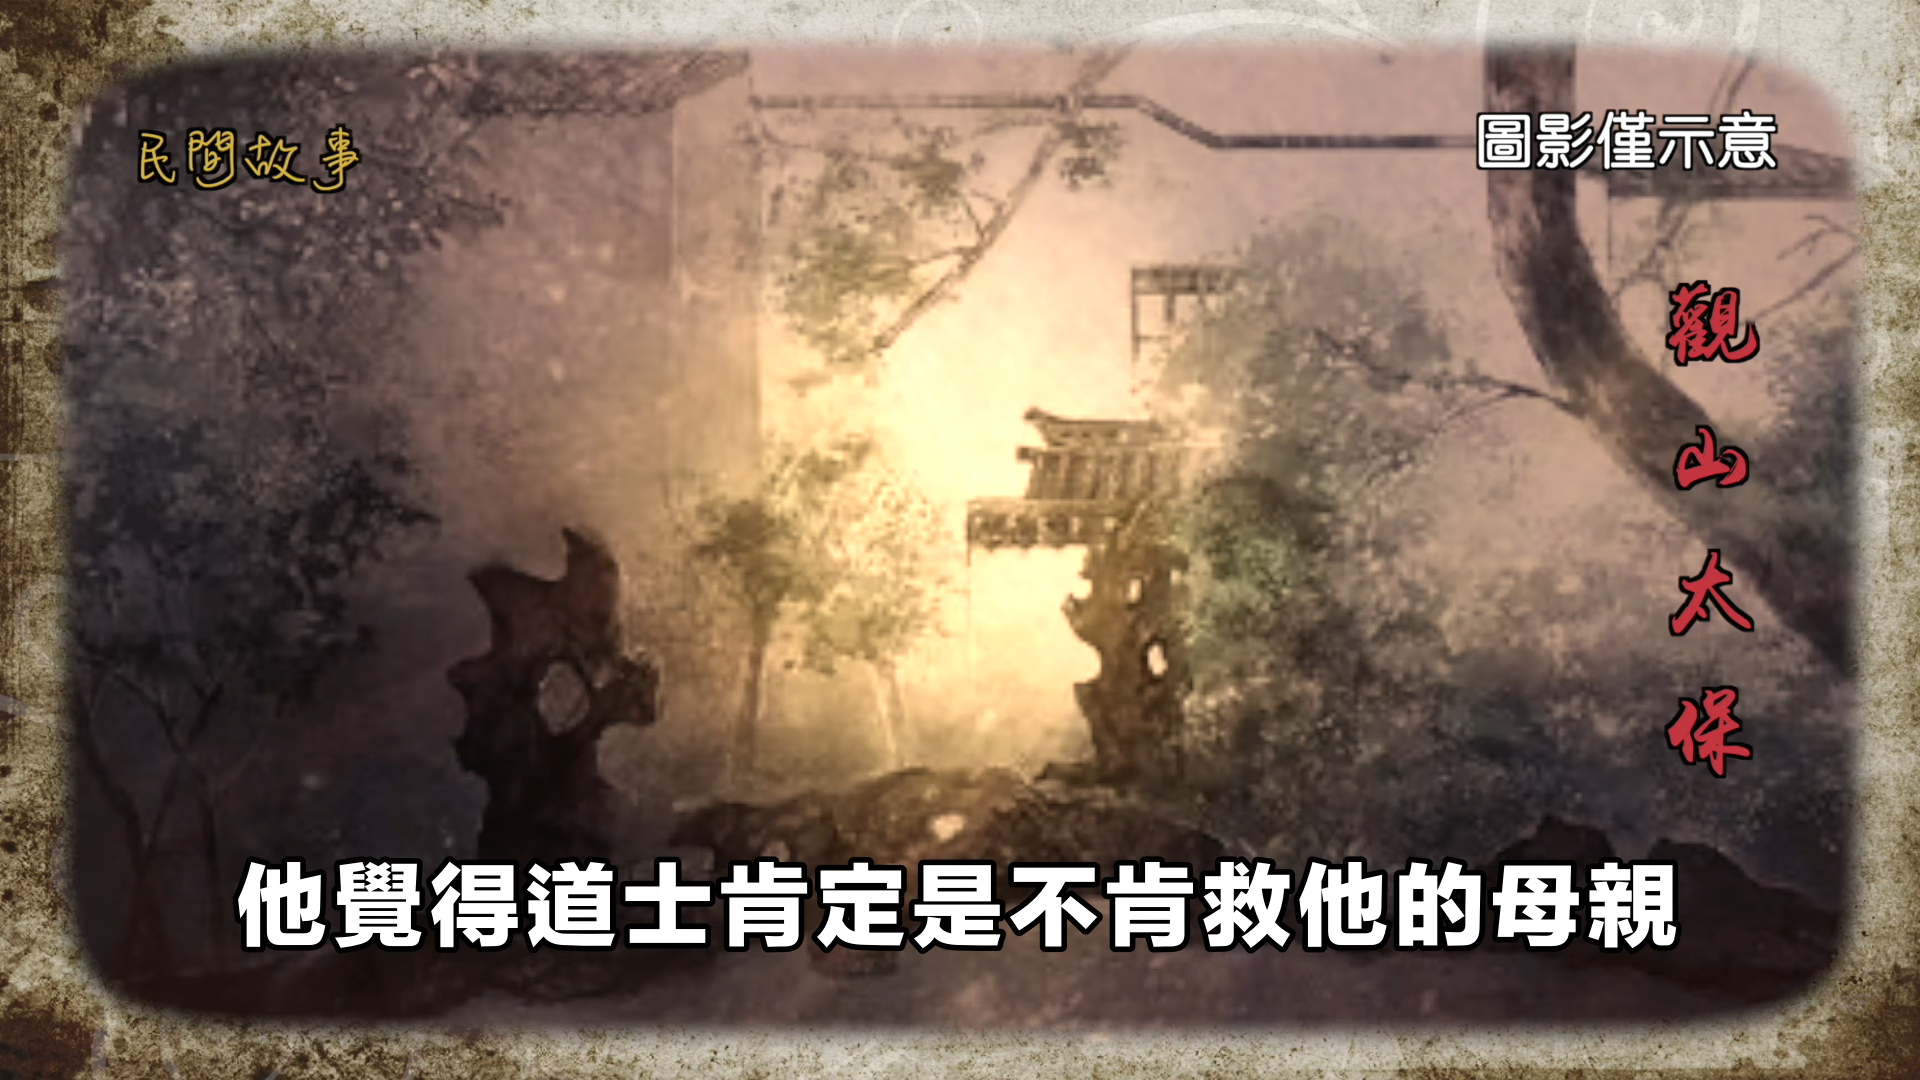 民間故事
圖影僅示意
觀山太保
他覺得道士肯定是不肯救他的母親